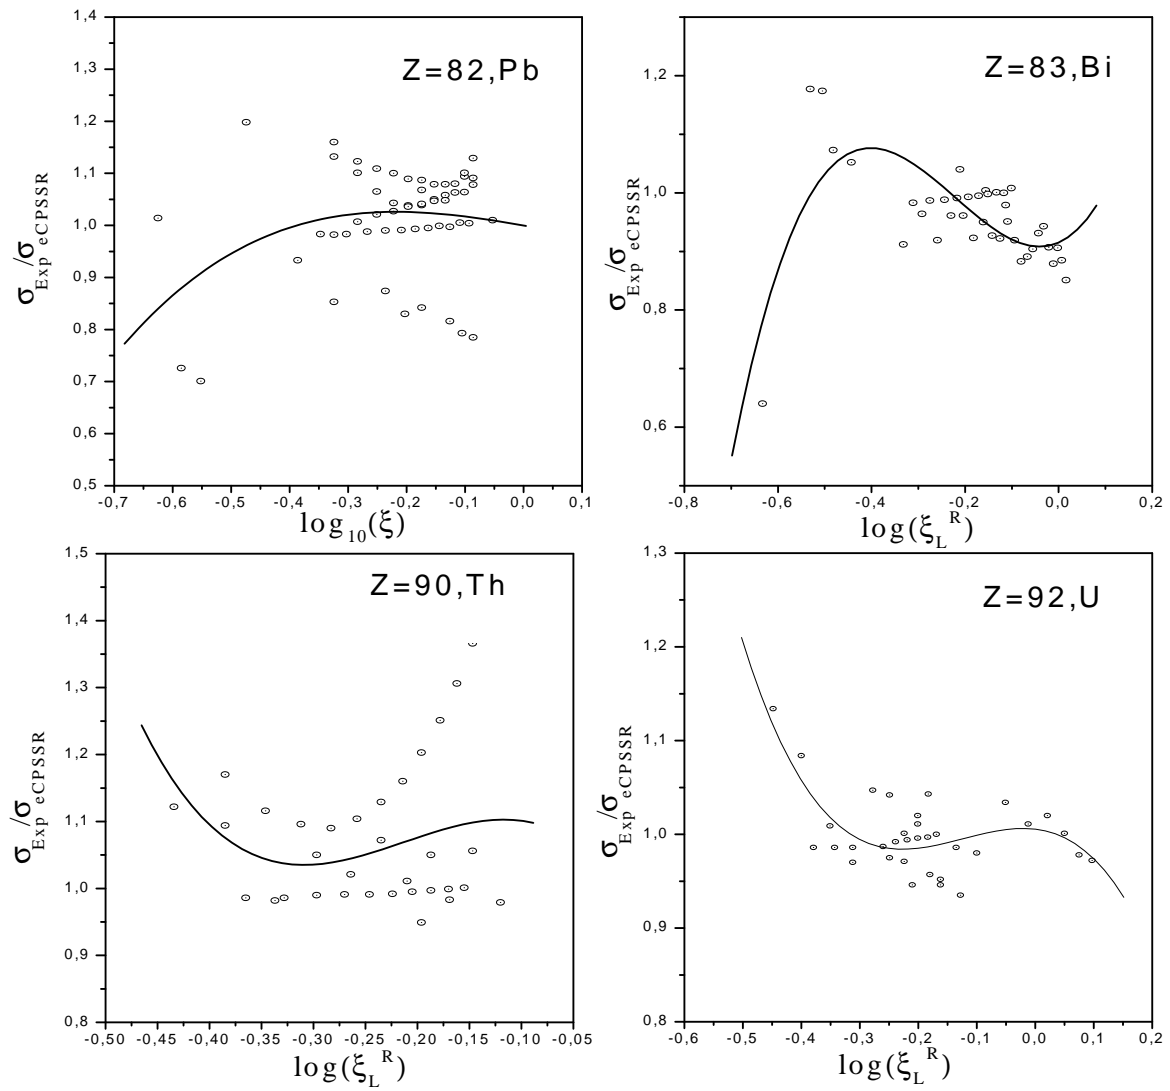 Z=82,Pb
σExp/σeCPSSR
1,4
1,3
1,2
1,1
1,0
0,9
0,8
0,7
0,6
0,5
-0,7 -0,6 -0,5 -0,4 -0,3 -0,2 -0,1 0,0 0,1
log10(ξ)
Z=83,Bi
σExp/σeCPSSR
1,2
1,0
0,8
0,6
-0,8 -0,6 -0,4 -0,2 0,0 0,2
log(ξL^R)
Z=90,Th
σExp/σeCPSSR
1,5
1,4
1,3
1,2
1,1
1,0
0,9
0,8
-0,50 -0,45 -0,40 -0,35 -0,30 -0,25 -0,20 -0,15 -0,10 -0,05
log(ξL^R)
Z=92,U
σExp/σeCPSSR
1,3
1,2
1,1
1,0
0,9
0,8
-0,6 -0,5 -0,4 -0,3 -0,2 -0,1 0,0 0,1 0,2
log(ξL^R)